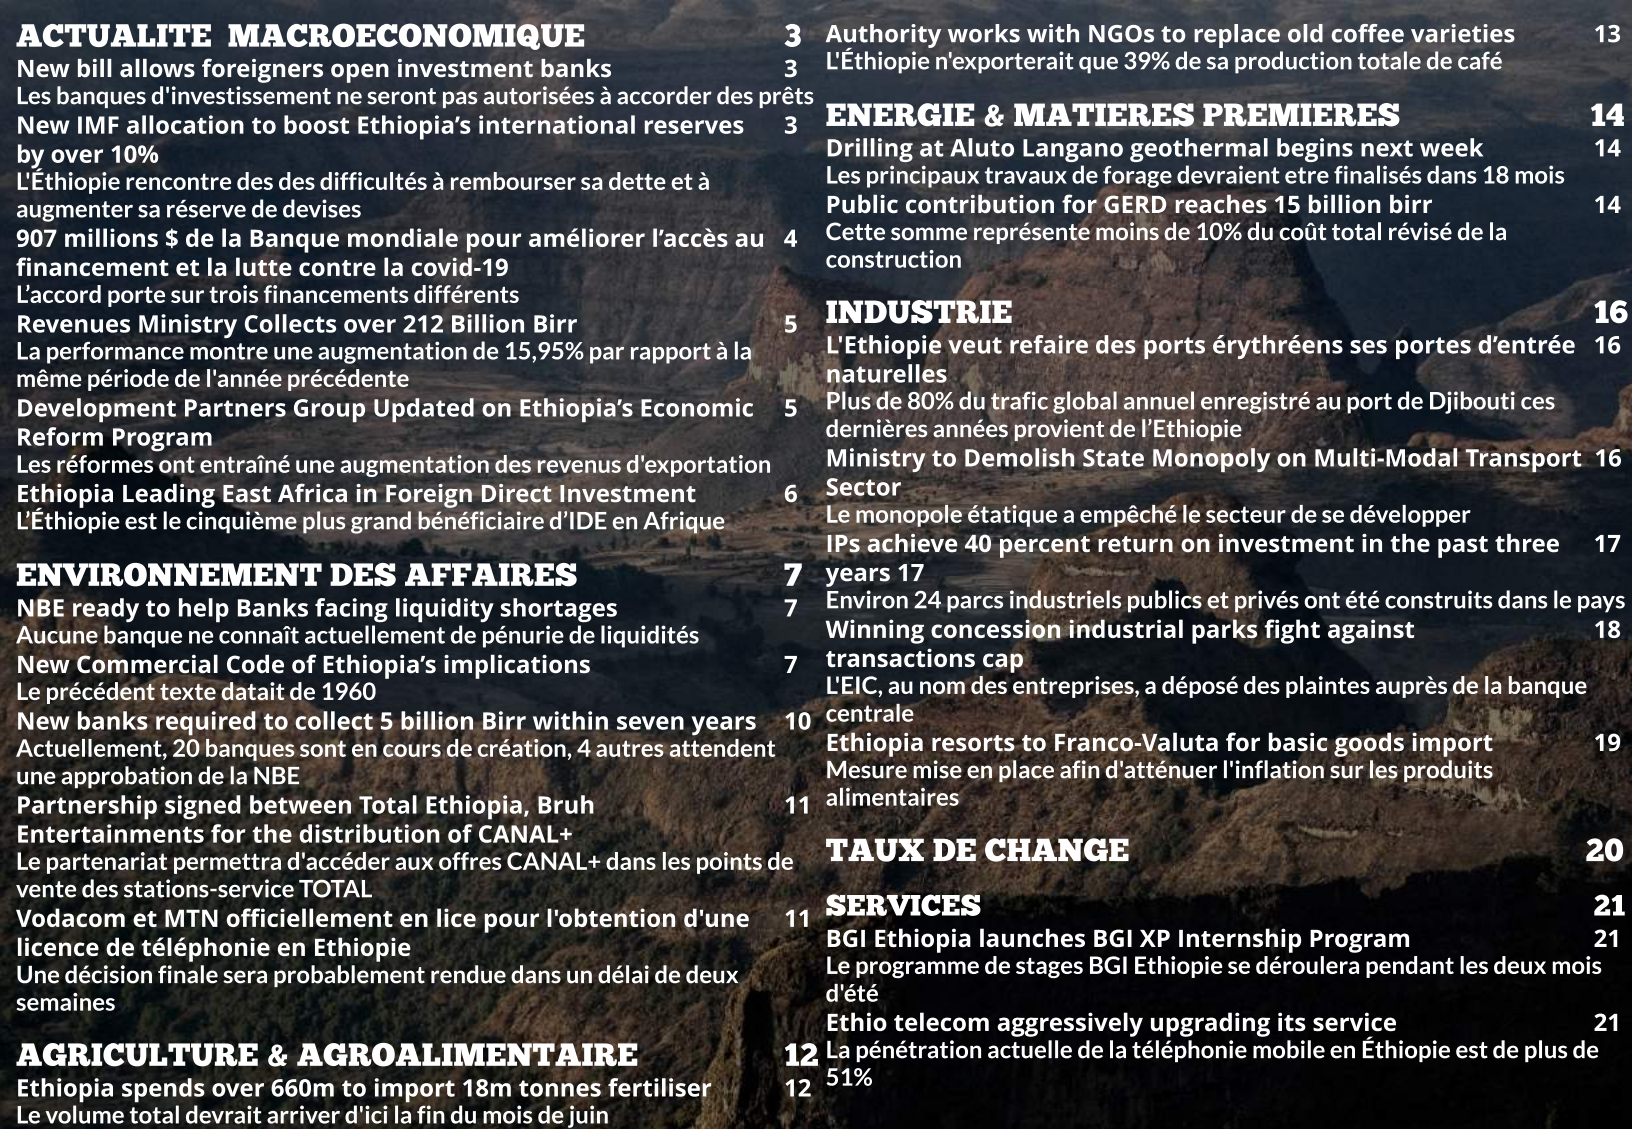 ACTUALITE MACROECONOMIQUE 3
New bill allows foreigners open investment banks 3
Les banques d'investissement ne seront pas autorisées à accorder des prêts
New IMF allocation to boost Ethiopia’s international reserves 3
by over 10%
L'Éthiopie rencontre des des difficultés à rembourser sa dette et à
augmenter sa réserve de devises
907 millions $ de la Banque mondiale pour améliorer l’accès au 4
financement et la lutte contre la covid-19
L’accord porte sur trois financements différents
Revenues Ministry Collects over 212 Billion Birr 5
La performance montre une augmentation de 15,95% par rapport à la
même période de l'année précédente
Development Partners Group Updated on Ethiopia’s Economic 5
Reform Program
Les réformes ont entraîné une augmentation des revenus d'exportation
Ethiopia Leading East Africa in Foreign Direct Investment 6
L’Éthiopie est le cinquième plus grand bénéficiaire d’IDE en Afrique
ENVIRONNEMENT DES AFFAIRES 7
NBE ready to help Banks facing liquidity shortages 7
Aucune banque ne connaît actuellement de pénurie de liquidités
New Commercial Code of Ethiopia’s implications 7
Le précédent texte datait de 1960
New banks required to collect 5 billion Birr within seven years 10
Actuellement, 20 banques sont en cours de création, 4 autres attendent
une approbation de la NBE
Partnership signed between Total Ethiopia, Bruh 11
Entertainments for the distribution of CANAL+
Le partenariat permettra d'accéder aux offres CANAL+ dans les points de
vente des stations-service TOTAL
Vodacom et MTN officiellement en lice pour l'obtention d'une 11
licence de téléphonie en Ethiopie
Une décision finale sera probablement rendue dans un délai de deux
semaines
AGRICULTURE & AGROALIMENTAIRE 12
Ethiopia spends over 660m to import 18m tonnes fertiliser 12
Le volume total devrait arriver d'ici la fin du mois de juin
Authority works with NGOs to replace old coffee varieties 13
L'Éthiopie n'exporterait que 39% de sa production totale de café
ENERGIE & MATIERES PREMIERES 14
Drilling at Aluto Langano geothermal begins next week 14
Les principaux travaux de forage devraient etre finalisés dans 18 mois
Public contribution for GERD reaches 15 billion birr 14
Cette somme représente moins de 10% du coût total révisé de la
construction
INDUSTRIE 16
L'Ethiopie veut refaire des ports érythréens ses portes d’entrée 16
naturelles
Plus de 80% du trafic global annuel enregistré au port de Djibouti ces
dernières années provient de l’Ethiopie
Ministry to Demolish State Monopoly on Multi-Modal Transport 16
Sector
Le monopole étatique a empêché le secteur de se développer
IPs achieve 40 percent return on investment in the past three 17
years 17
Environ 24 parcs industriels publics et privés ont été construits dans le pays
Winning concession industrial parks fight against 18
transactions cap
L'EIC, au nom des entreprises, a déposé des plaintes auprès de la banque
centrale
Ethiopia resorts to Franco-Valuta for basic goods import 19
Mesure mise en place afin d'atténuer l'inflation sur les produits
alimentaires
TAUX DE CHANGE 20
SERVICES 21
BGI Ethiopia launches BGI XP Internship Program 21
Le programme de stages BGI Ethiopie se déroulera pendant les deux mois
d'été
Ethio telecom aggressively upgrading its service 21
La pénétration actuelle de la téléphonie mobile en Éthiopie est de plus de
51%